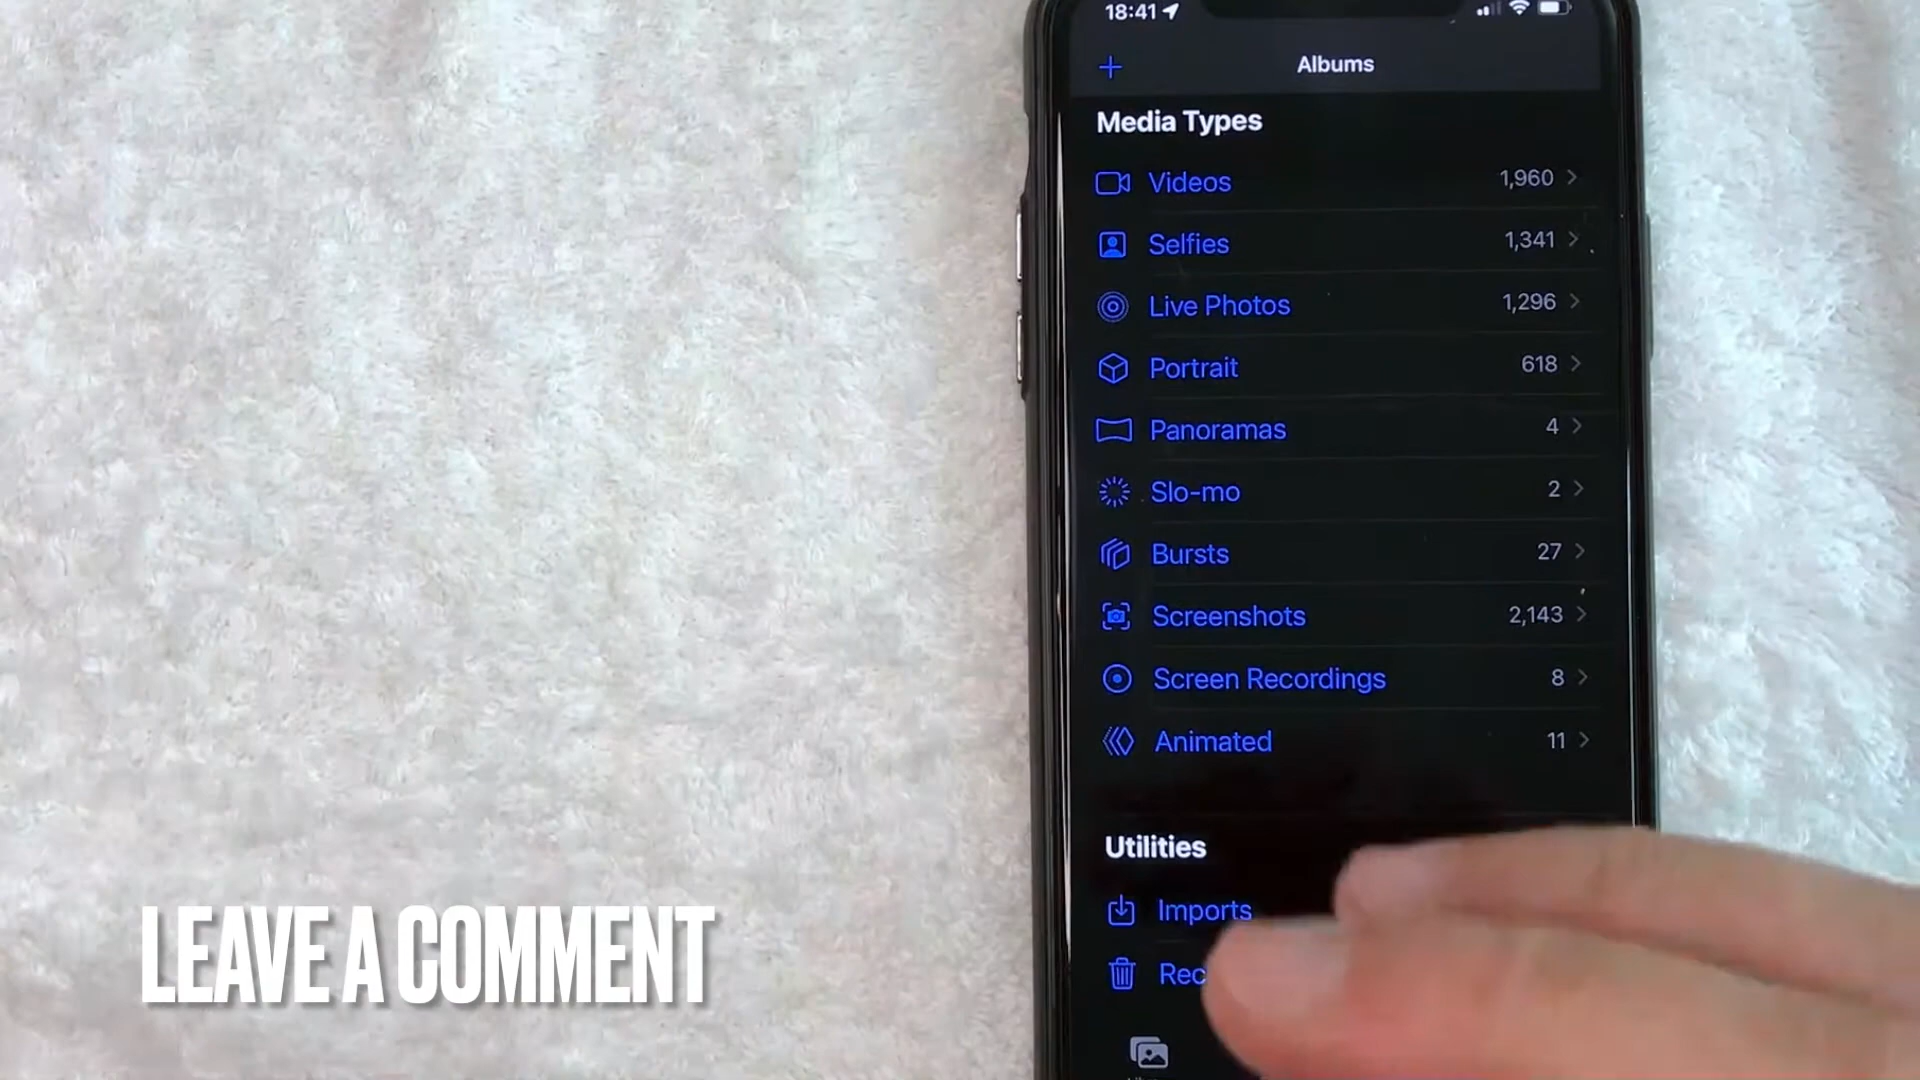 18:41
Albums
Media Types
Videos 1,960
Selfies 1,341
Live Photos 1,296
Portrait 618
Panoramas 4
Slo-mo 2
Bursts 27
Screenshots 2,143
Screen Recordings 8
Animated 11
Utilities
Imports
Rec
LEAVE A COMMENT